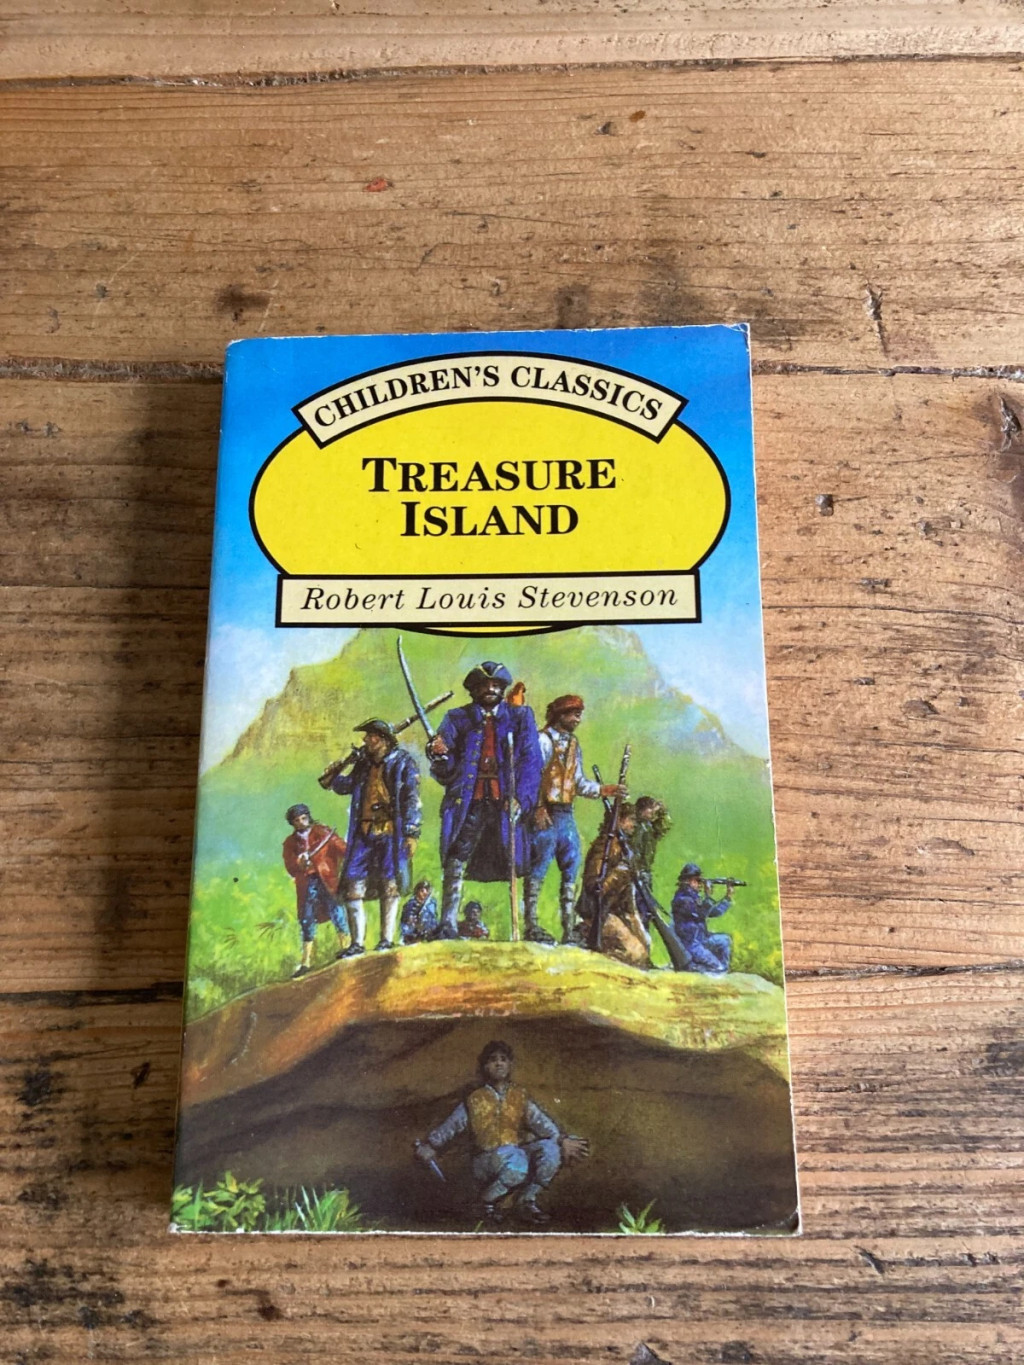 CHILDREN'S CLASSICS
TREASURE
ISLAND
Robert Louis Stevenson